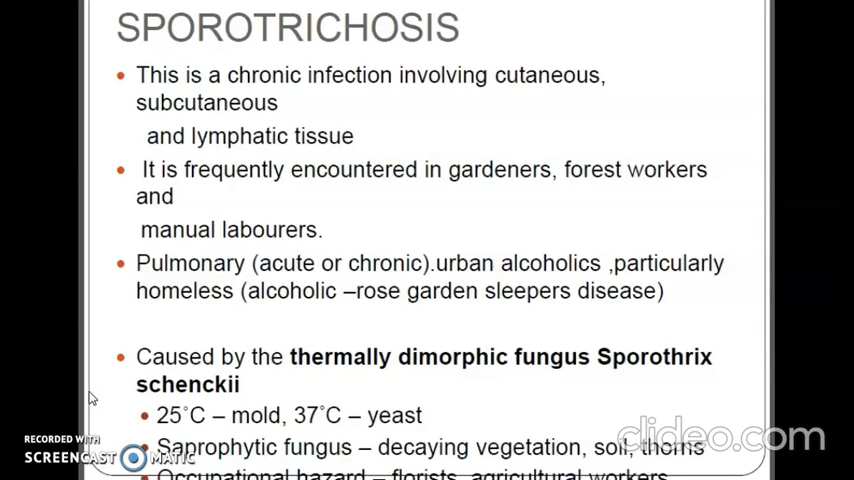 SPOROTRICHOSIS
• This is a chronic infection involving cutaneous,
subcutaneous
and lymphatic tissue
• It is frequently encountered in gardeners, forest workers
and
manual labourers.
• Pulmonary (acute or chronic).urban alcoholics ,particularly
homeless (alcoholic –rose garden sleepers disease)
• Caused by the thermally dimorphic fungus Sporothrix
schenckii
• 25°C – mold, 37°C – yeast
• Saprophytic fungus – decaying vegetation, soil, thorns
• Occupational hazard – florists, agricultural workers
clideo.com
RECORDED WITH
SCREENCAST MATIC